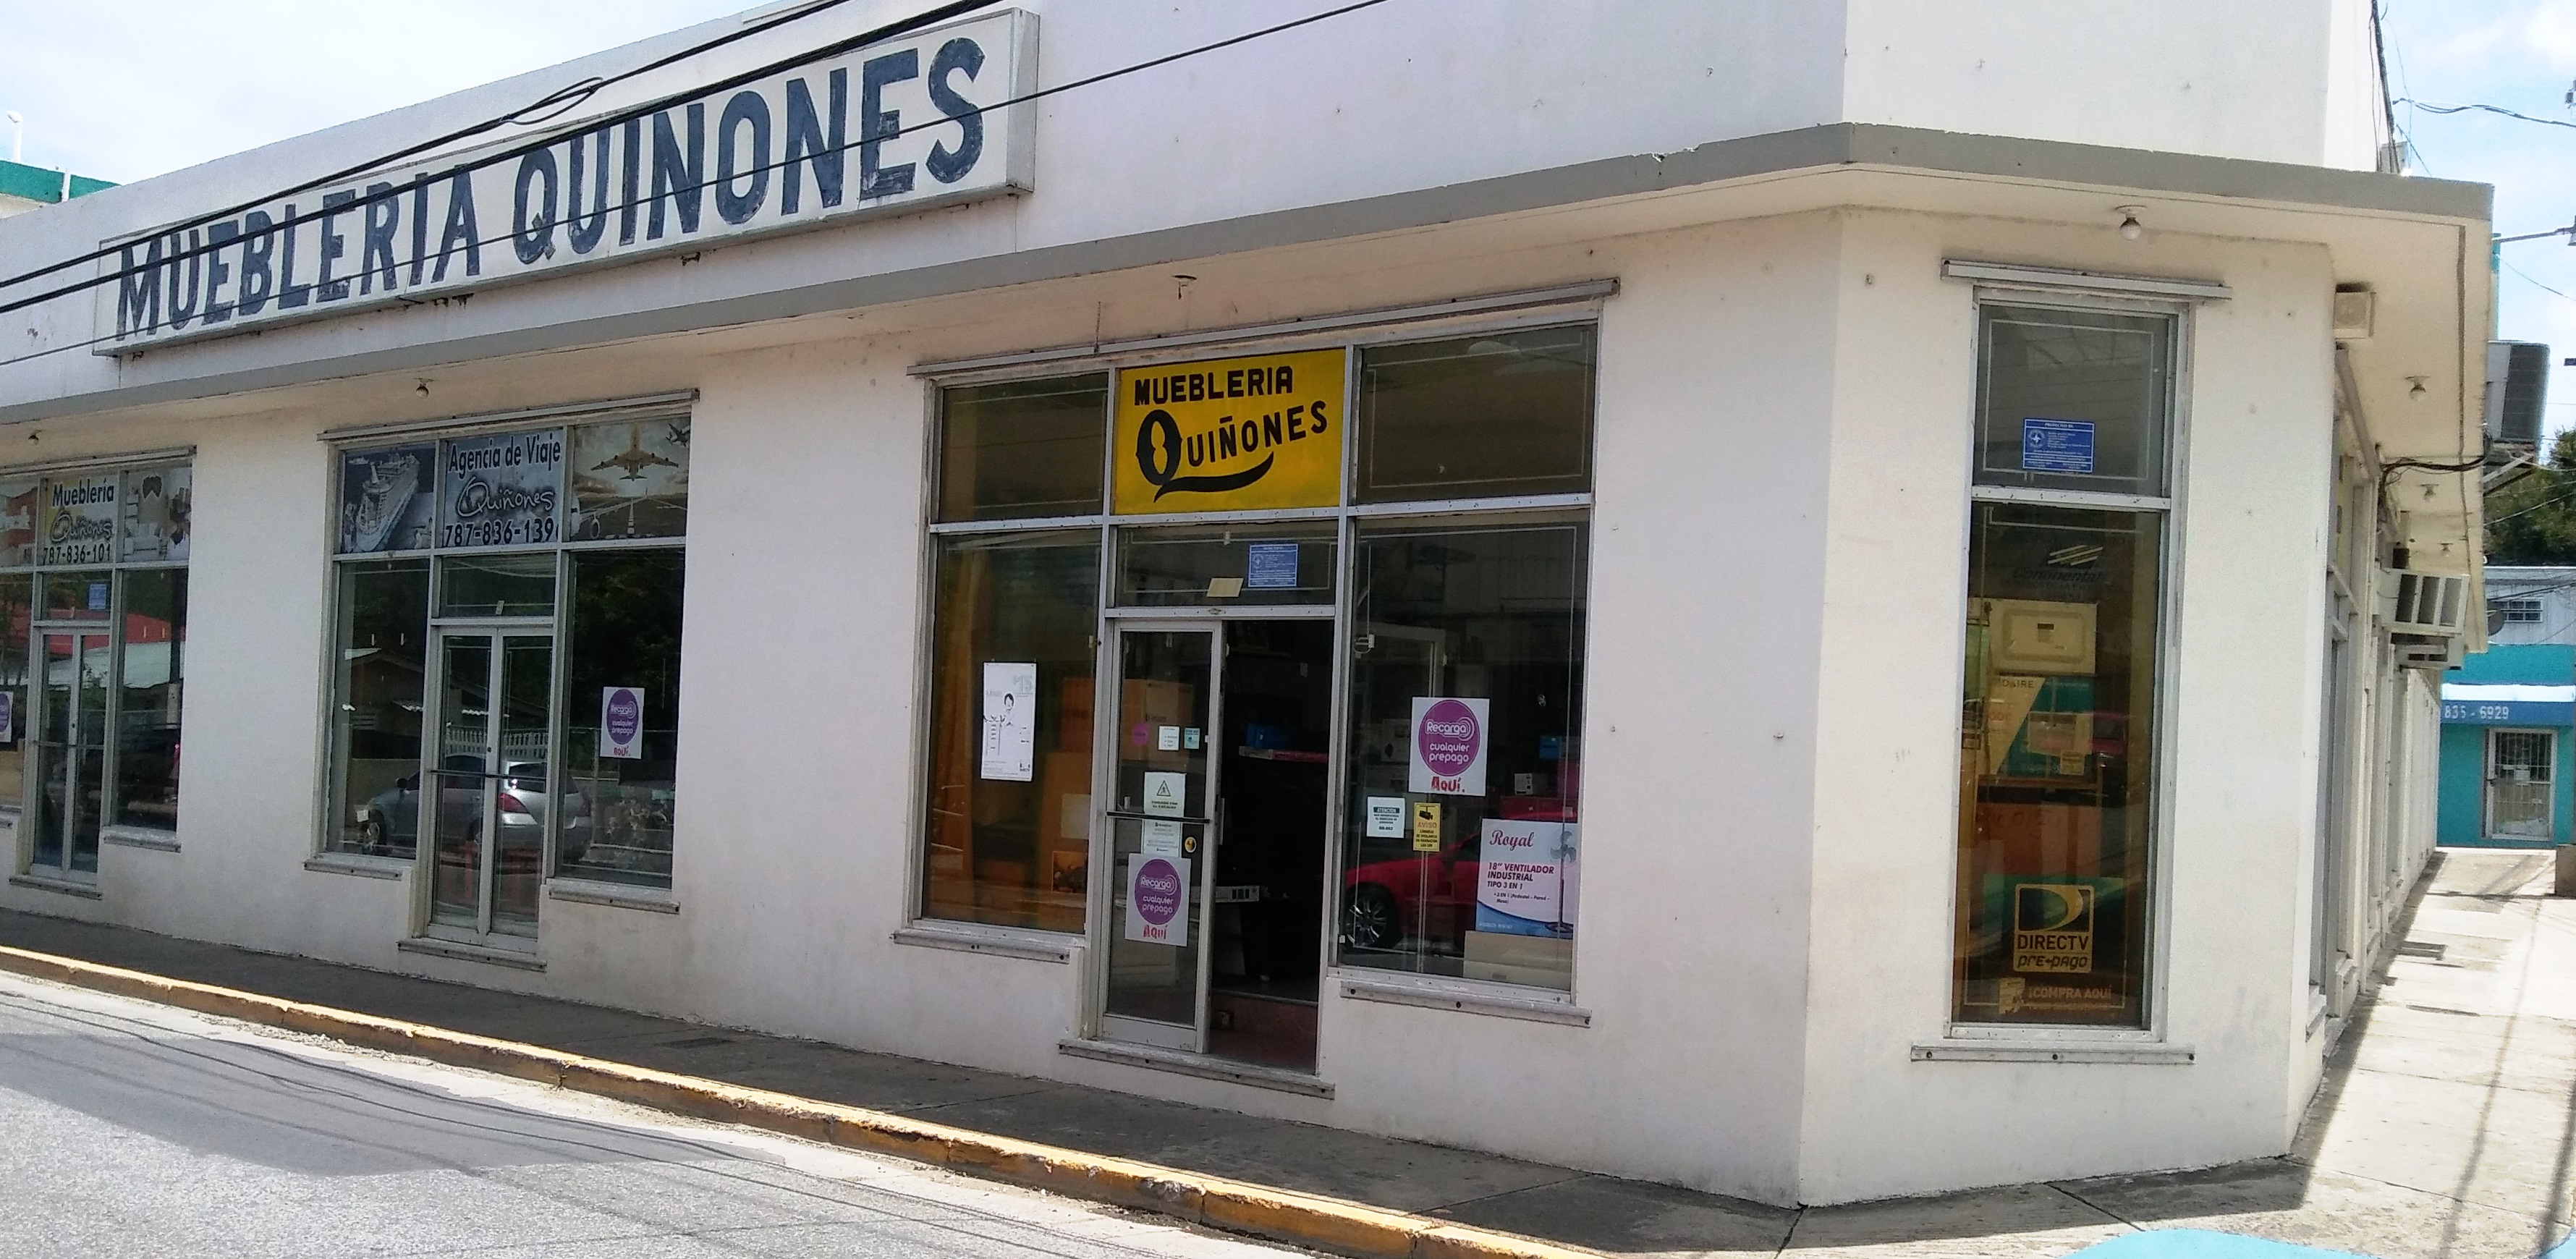 MUEBLERIA QUINONES
Mueblería
Quiñones
787-836-101
Agencia de Viaje
Quiñones
787-836-139
MUEBLERIA
QUIÑONES
Recarga
cualquier
prepago
AQUÍ.
Recarga
cualquier
prepago
AQUÍ.
AVISO
Recarga
cualquier
prepago
AQUÍ
Royal
18" VENTILADOR
INDUSTRIAL
TIPO 3 EN 1
Continental
DIRECTV
pre-pago
¡COMPRA AQUÍ
835 - 6929